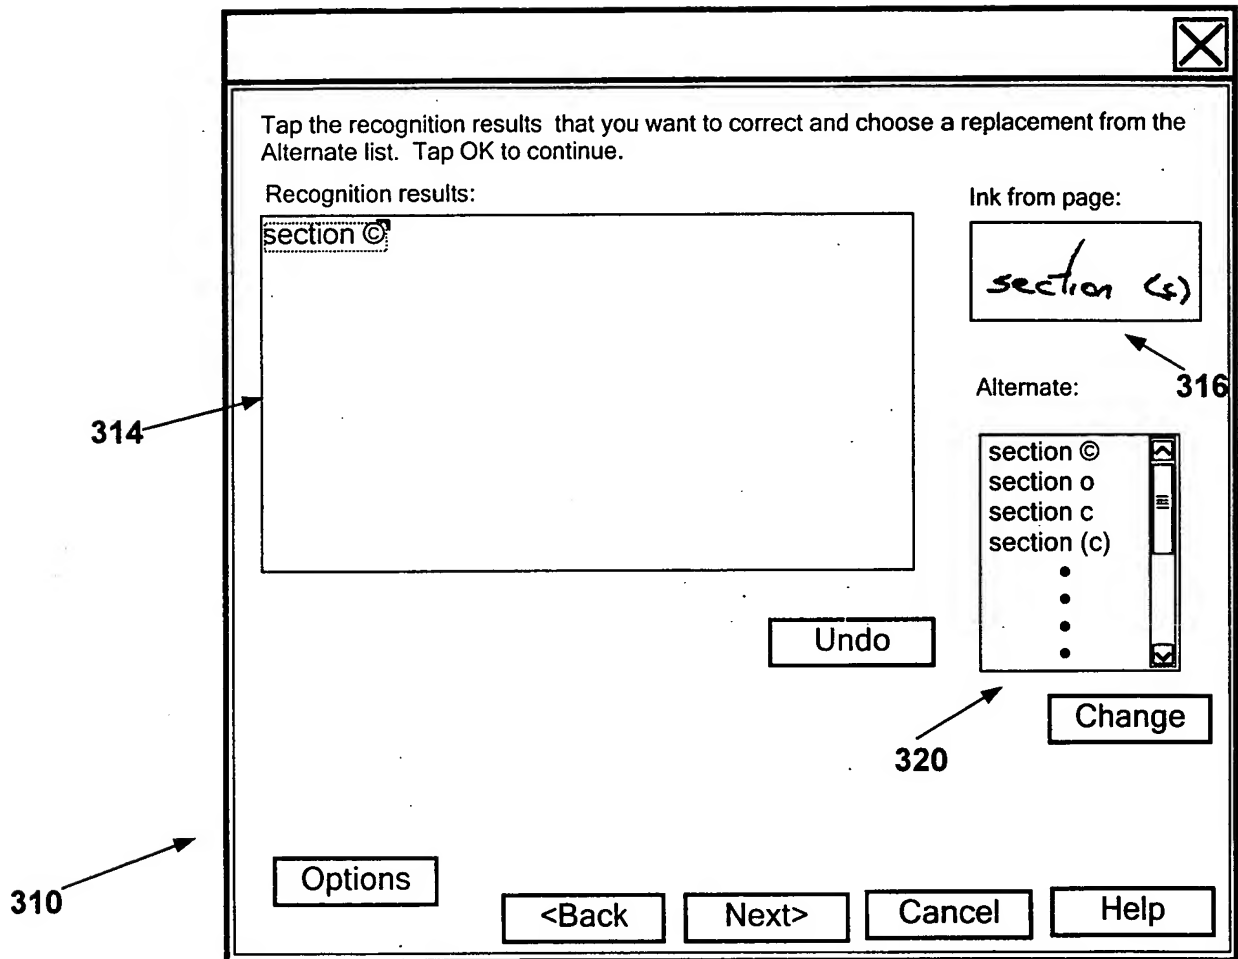 Tap the recognition results that you want to correct and choose a replacement from the
Alternate list. Tap OK to continue.
Recognition results:
Ink from page:
section ©
section (s)
316
Alternate:
314
section ©
section o
section c
section (c)
Undo
Change
320
Options
310
<Back
Next>
Cancel
Help